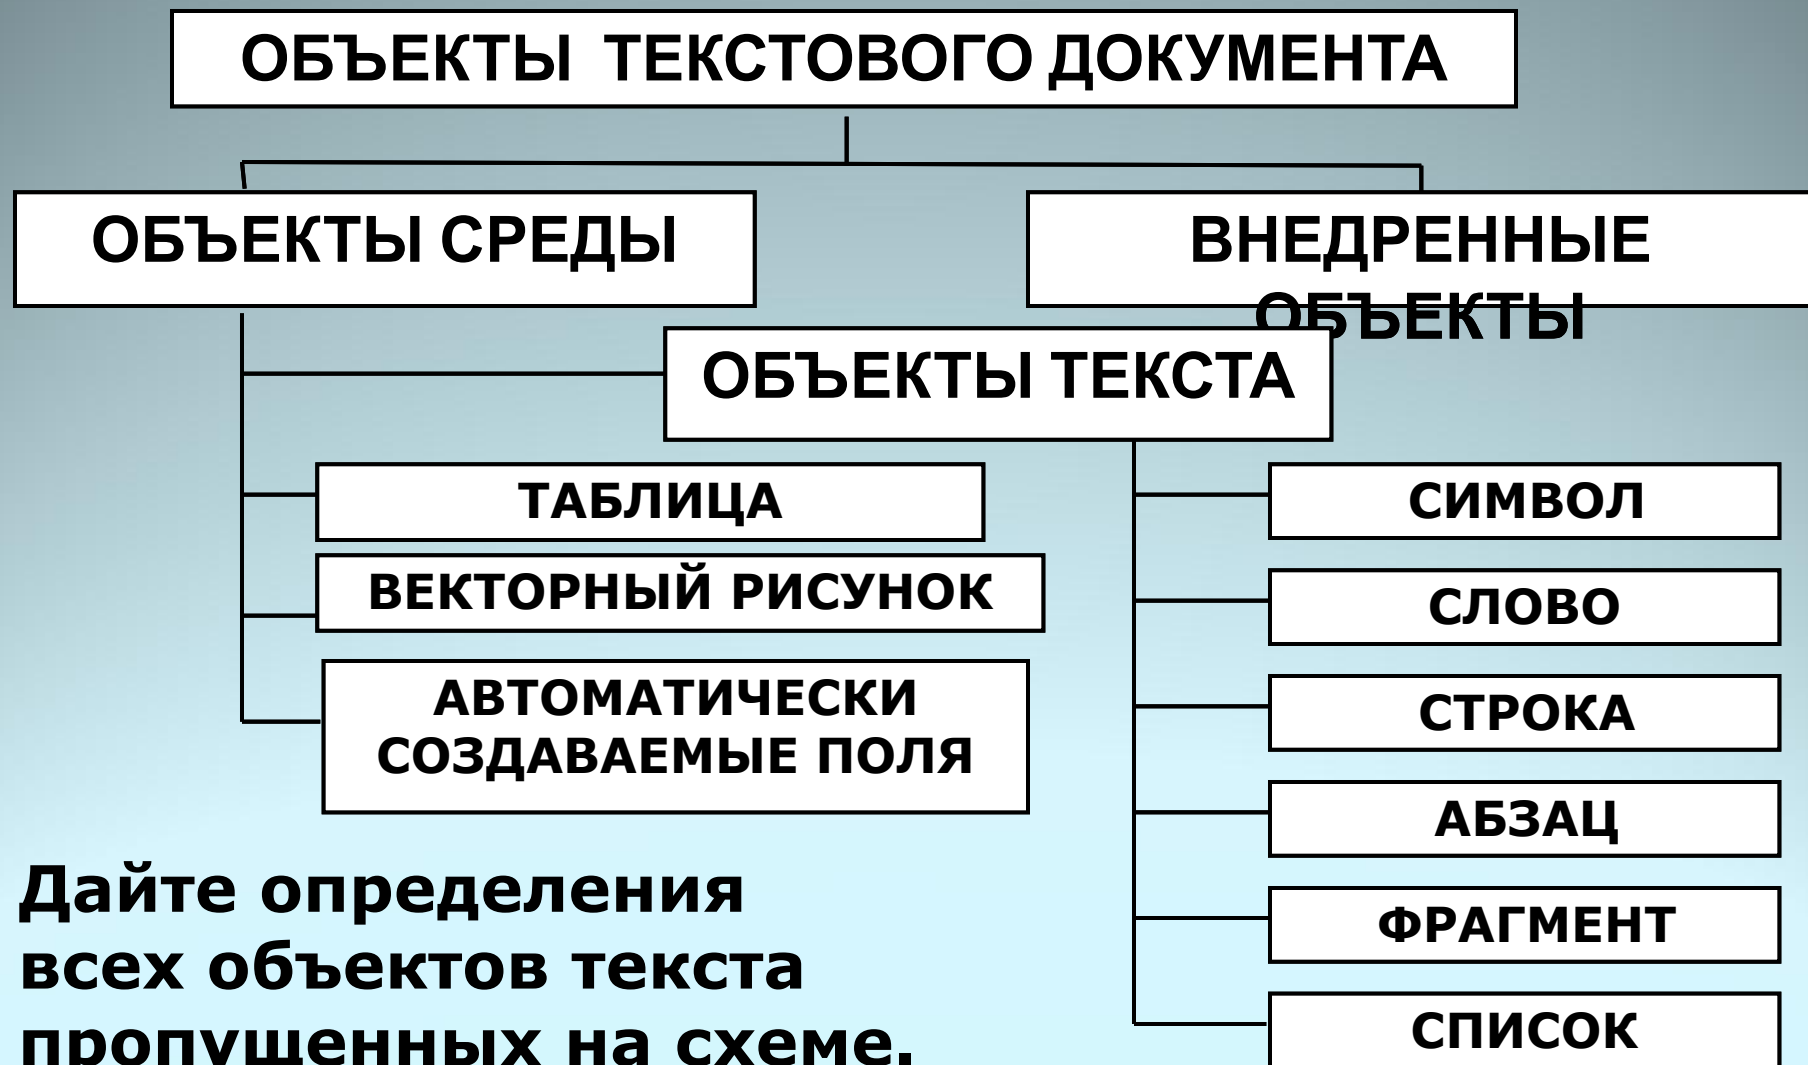 ОБЪЕКТЫ ТЕКСТОВОГО ДОКУМЕНТА
ОБЪЕКТЫ СРЕДЫ
ВНЕДРЕННЫЕ
ОБЪЕКТЫ
ОБЪЕКТЫ ТЕКСТА
ТАБЛИЦА
ВЕКТОРНЫЙ РИСУНОК
АВТОМАТИЧЕСКИ
СОЗДАВАЕМЫЕ ПОЛЯ
СИМВОЛ
СЛОВО
СТРОКА
АБЗАЦ
ФРАГМЕНТ
СПИСОК
Дайте определения
всех объектов текста
пропущенных на схеме.